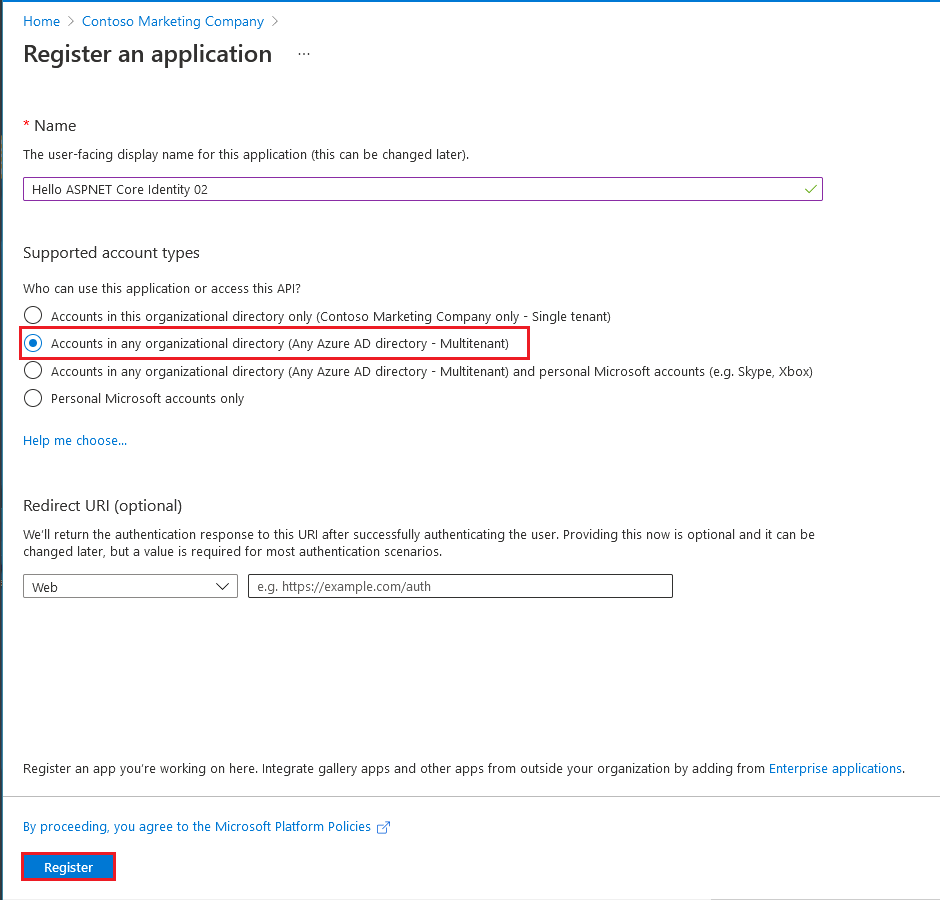 Home > Contoso Marketing Company >
Register an application ...
* Name
The user-facing display name for this application (this can be changed later).
Hello ASPNET Core Identity 02
Supported account types
Who can use this application or access this API?
Accounts in this organizational directory only (Contoso Marketing Company only - Single tenant)
Accounts in any organizational directory (Any Azure AD directory - Multitenant)
Accounts in any organizational directory (Any Azure AD directory - Multitenant) and personal Microsoft accounts (e.g. Skype, Xbox)
Personal Microsoft accounts only
Help me choose...
Redirect URI (optional)
We'll return the authentication response to this URI after successfully authenticating the user. Providing this now is optional and it can be
changed later, but a value is required for most authentication scenarios.
Web e.g. https://example.com/auth
Register an app you're working on here. Integrate gallery apps and other apps from outside your organization by adding from Enterprise applications.
By proceeding, you agree to the Microsoft Platform Policies
Register